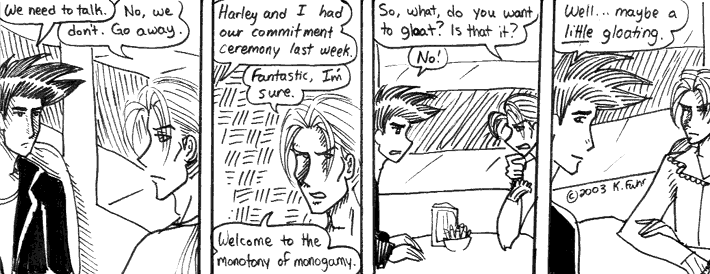 We need to talk.
No, we
don't. Go away.
Harley and I had
our commitment
ceremony last week.
Fantastic, I'm
sure.
Welcome to the
monotony of monogamy.
So, what, do you want
to gloat? Is that it?
No!
Well... maybe a
little gloating.
©2003 K. Fuhr